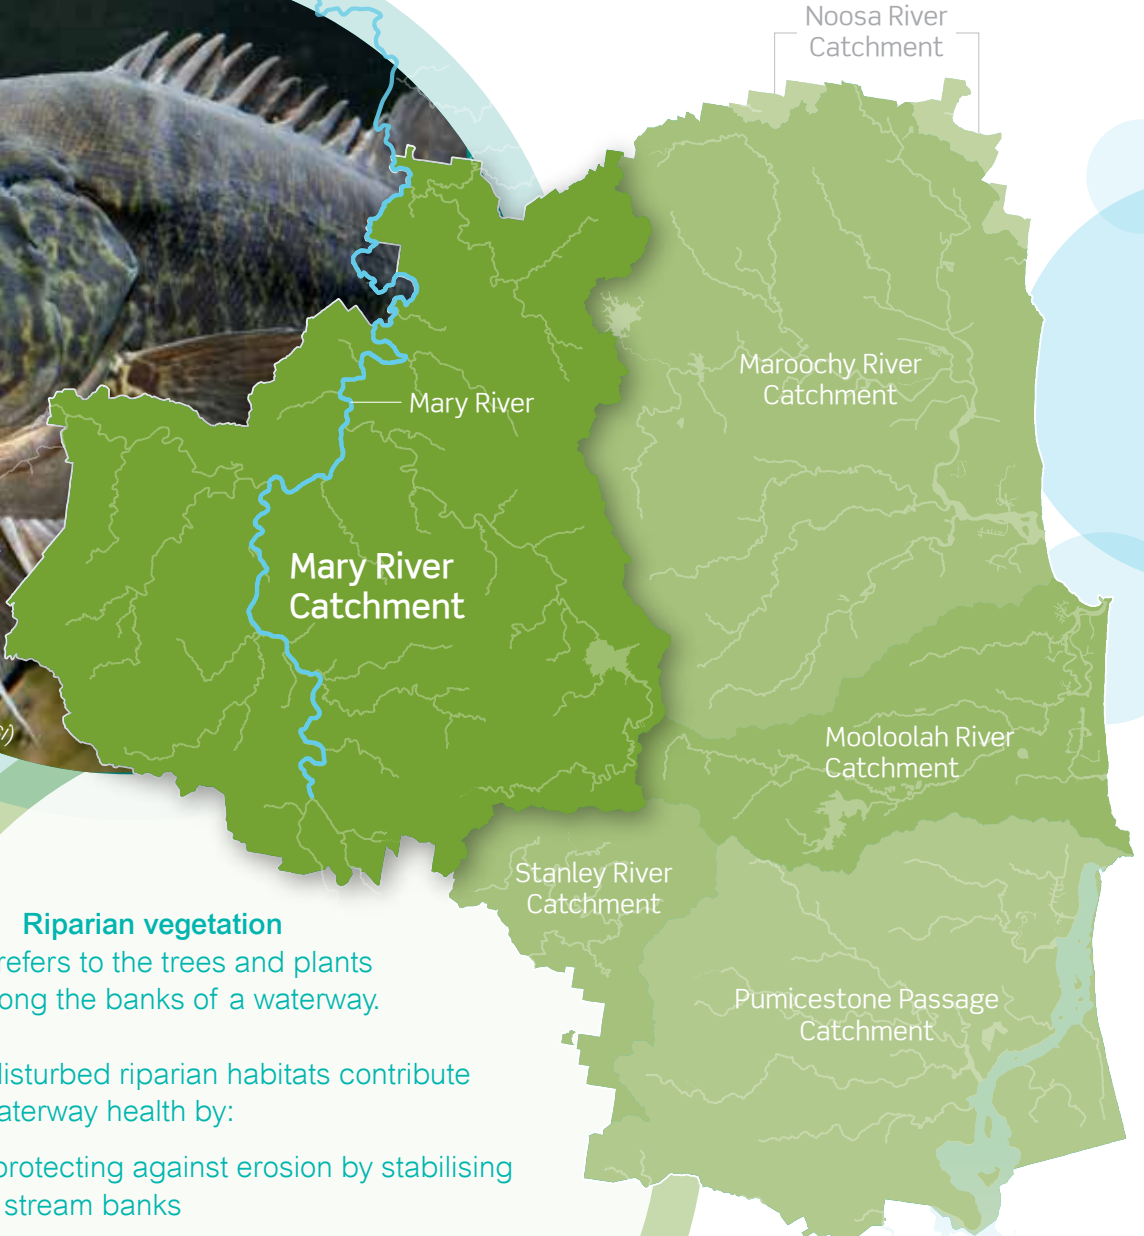 Noosa River
Catchment
Maroochy River
Catchment
Mary River
Mary River
Catchment
Mooloolah River
Catchment
Stanley River
Catchment
Pumicestone Passage
Catchment
Riparian vegetation
refers to the trees and plants
ong the banks of a waterway.
listurbed riparian habitats contribute
aterway health by:
protecting against erosion by stabilising
stream banks